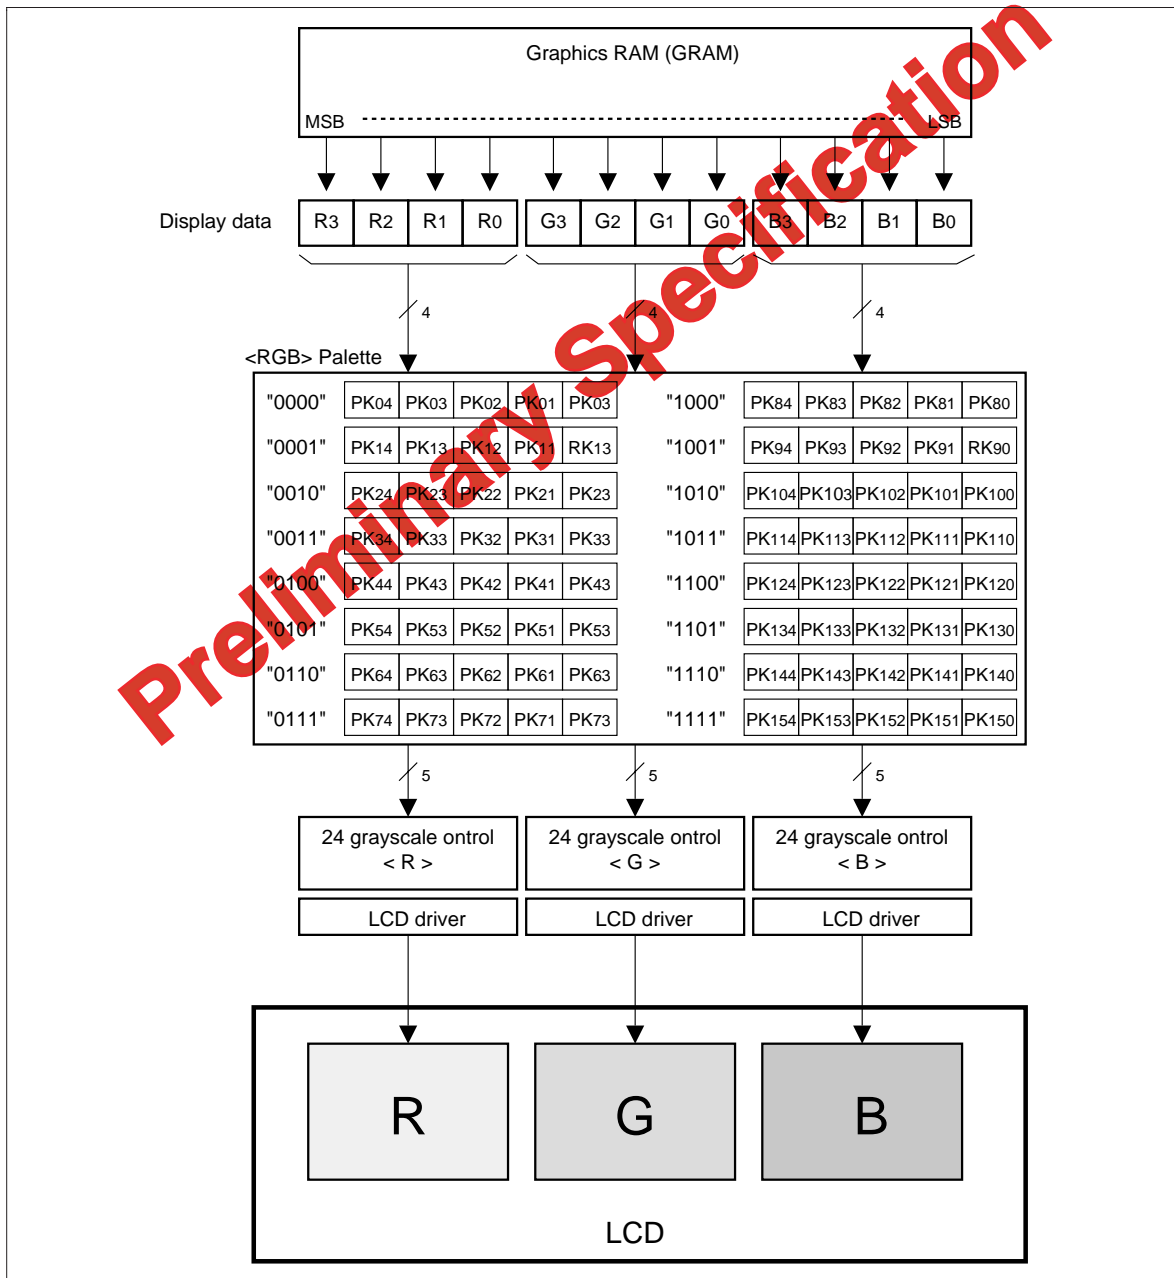 Graphics RAM (GRAM)
MSB LSB
Display data R3 R2 R1 R0 G3 G2 G1 G0 B3 B2 B1 B0
4 4 4
<RGB> Palette
"0000" PK04 PK03 PK02 PK01 PK03 "1000" PK84 PK83 PK82 PK81 PK80
"0001" PK14 PK13 PK12 PK11 RK13 "1001" PK94 PK93 PK92 PK91 RK90
"0010" PK24 PK23 PK22 PK21 PK23 "1010" PK104 PK103 PK102 PK101 PK100
"0011" PK34 PK33 PK32 PK31 PK33 "1011" PK114 PK113 PK112 PK111 PK110
"0100" PK44 PK43 PK42 PK41 PK43 "1100" PK124 PK123 PK122 PK121 PK120
"0101" PK54 PK53 PK52 PK51 PK53 "1101" PK134 PK133 PK132 PK131 PK130
"0110" PK64 PK63 PK62 PK61 PK63 "1110" PK144 PK143 PK142 PK141 PK140
"0111" PK74 PK73 PK72 PK71 PK73 "1111" PK154 PK153 PK152 PK151 PK150
5 5 5
24 grayscale ontrol 24 grayscale ontrol 24 grayscale ontrol
< R > < G > < B >
LCD driver LCD driver LCD driver
R G B
LCD
Preliminary Specification